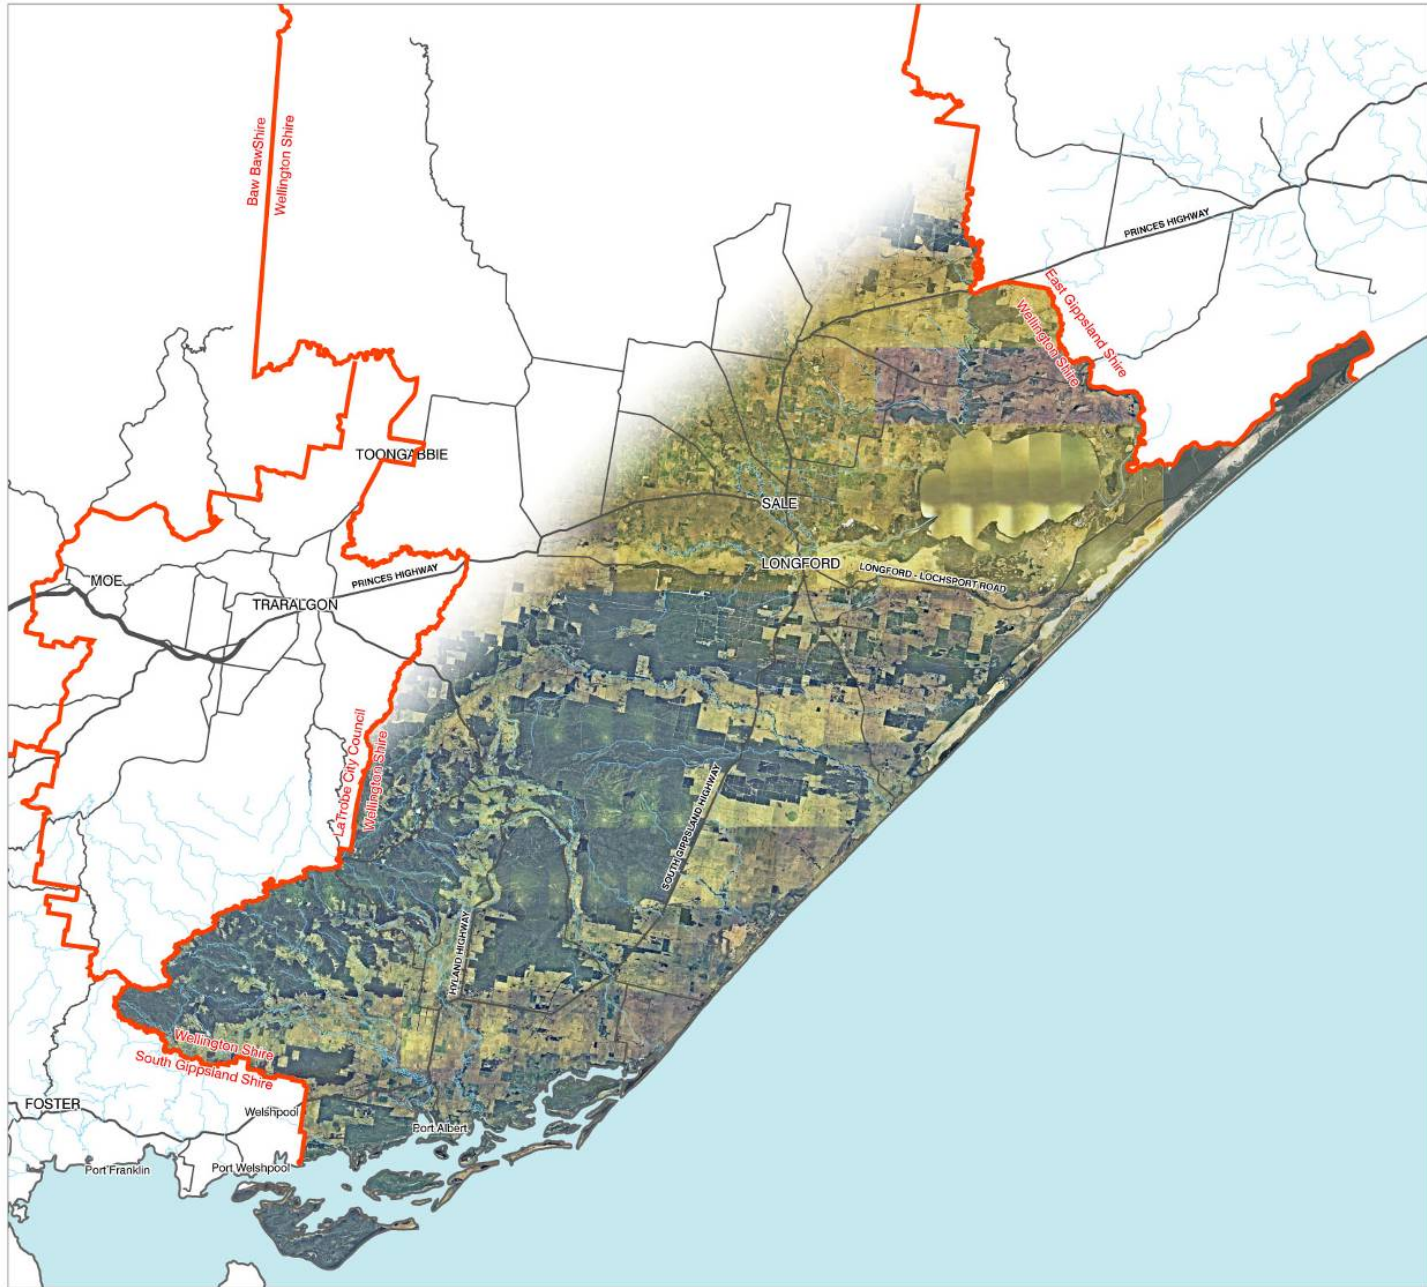 Baw BawShire
Wellington Shire
PRINCES HIGHWAY
East Gippsland Shire
Wellington Shire
TOONGABBIE
SALE
LONGFORD
LONGFORD - LOCHSPORT ROAD
MOE
PRINCES HIGHWAY
TRARALGON
LaTrobe City Council
Wellington Shire
SOUTH GIPPSLAND HIGHWAY
HYLAND HIGHWAY
Wellington Shire
South Gippsland Shire
FOSTER
Welshpool
Port Albert
Port Franklin
Port Welshpool